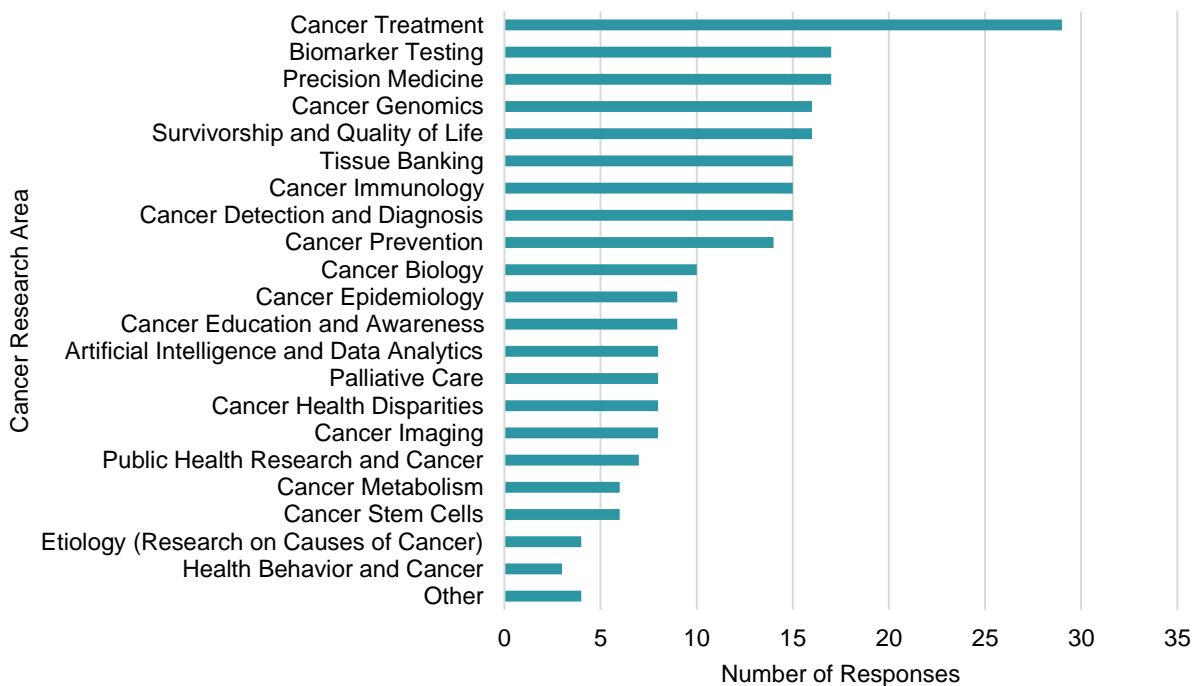 Cancer Research Area
Cancer Treatment
Biomarker Testing
Precision Medicine
Cancer Genomics
Survivorship and Quality of Life
Tissue Banking
Cancer Immunology
Cancer Detection and Diagnosis
Cancer Prevention
Cancer Biology
Cancer Epidemiology
Cancer Education and Awareness
Artificial Intelligence and Data Analytics
Palliative Care
Cancer Health Disparities
Cancer Imaging
Public Health Research and Cancer
Cancer Metabolism
Cancer Stem Cells
Etiology (Research on Causes of Cancer)
Health Behavior and Cancer
Other
0 5 10 15 20 25 30 35
Number of Responses